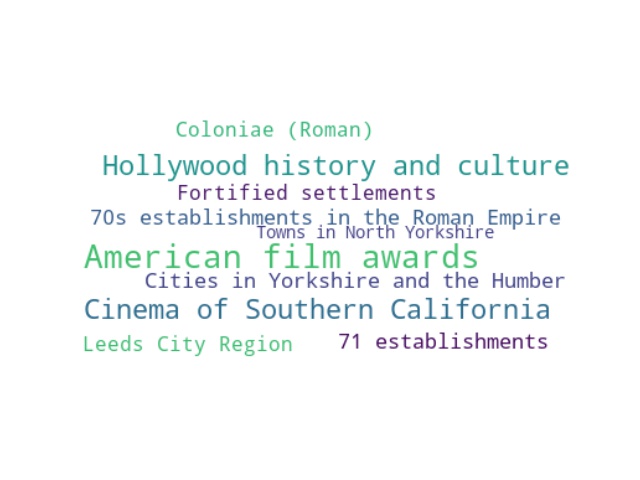 Coloniae (Roman)
Hollywood history and culture
Fortified settlements
70s establishments in the Roman Empire
Towns in North Yorkshire
American film awards
Cities in Yorkshire and the Humber
Cinema of Southern California
Leeds City Region
71 establishments